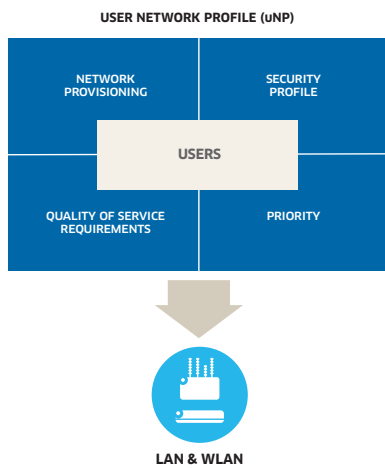 USER NETWORK PROFILE (uNP)
NETWORK
PROVISIONING
SECURITY
PROFILE
USERS
QUALITY OF SERVICE
REQUIREMENTS
PRIORITY
LAN & WLAN